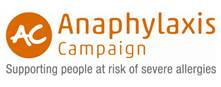 AC Anaphylaxis
Campaign
Supporting people at risk of severe allergies